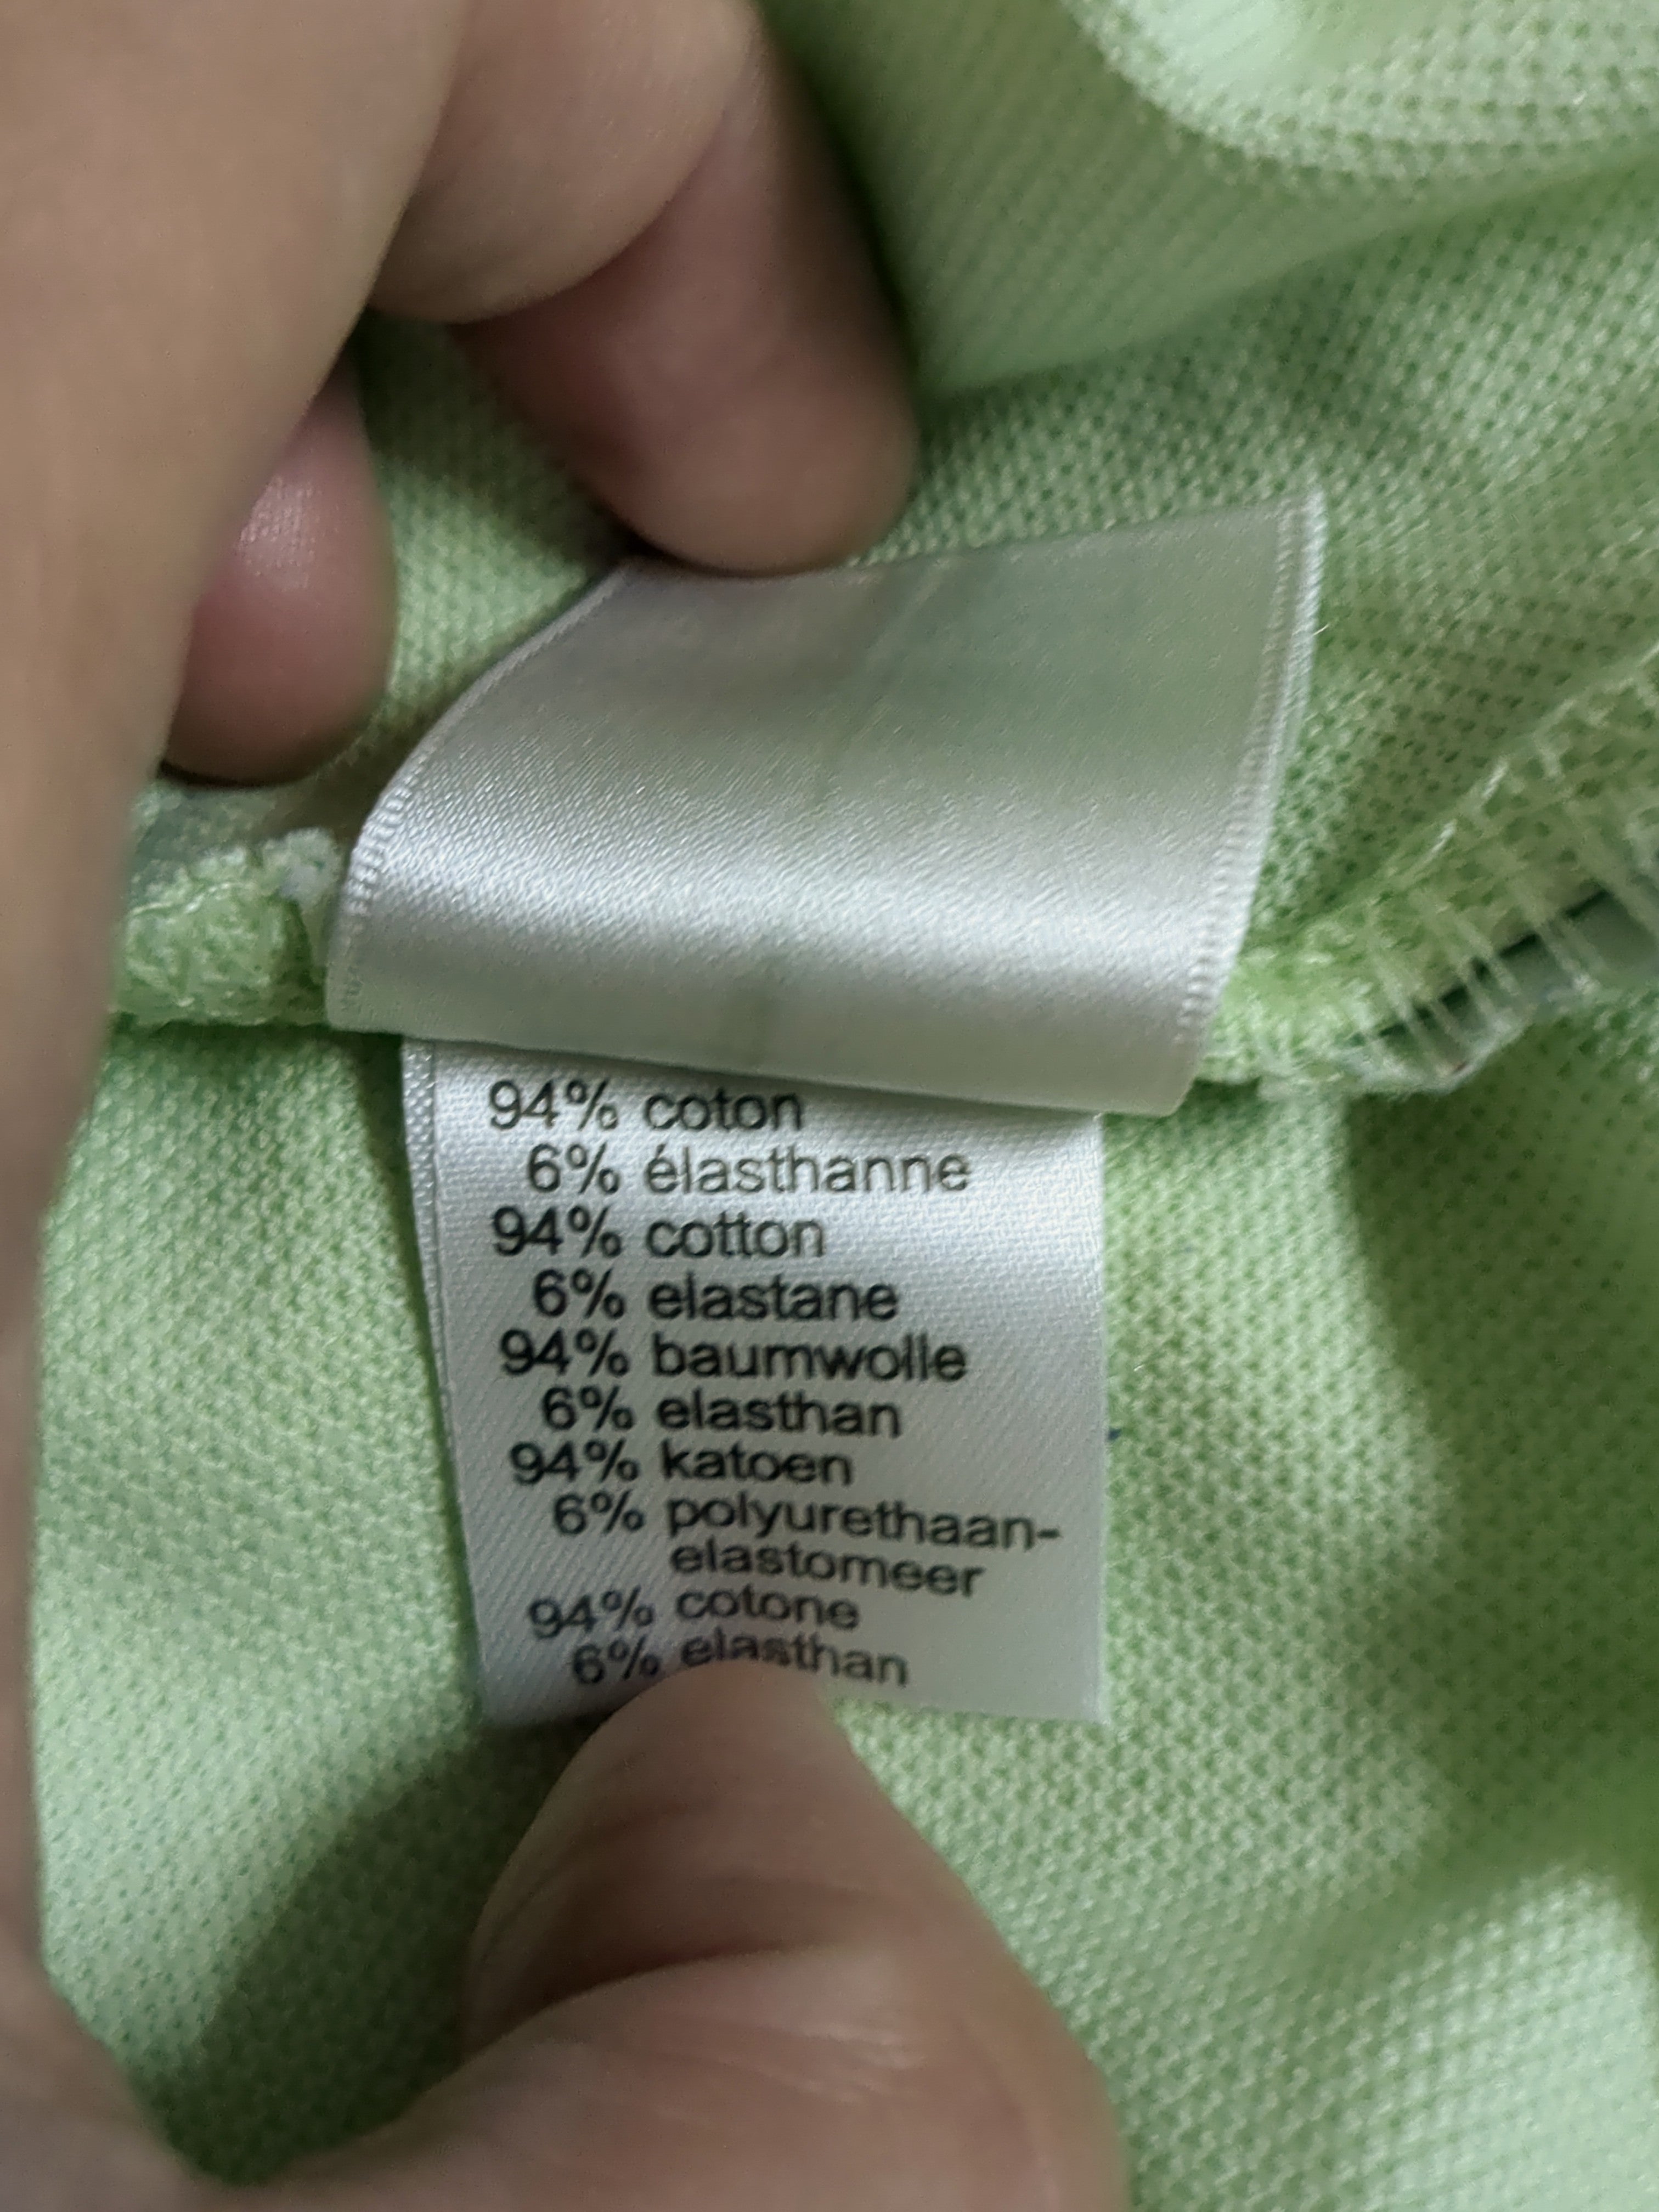 94% coton
6% élasthanne
94% cotton
6% elastane
94% baumwolle
6% elasthan
94% katoen
6% polyurethaan-
elastomeer
94% cotone
6% elasthan